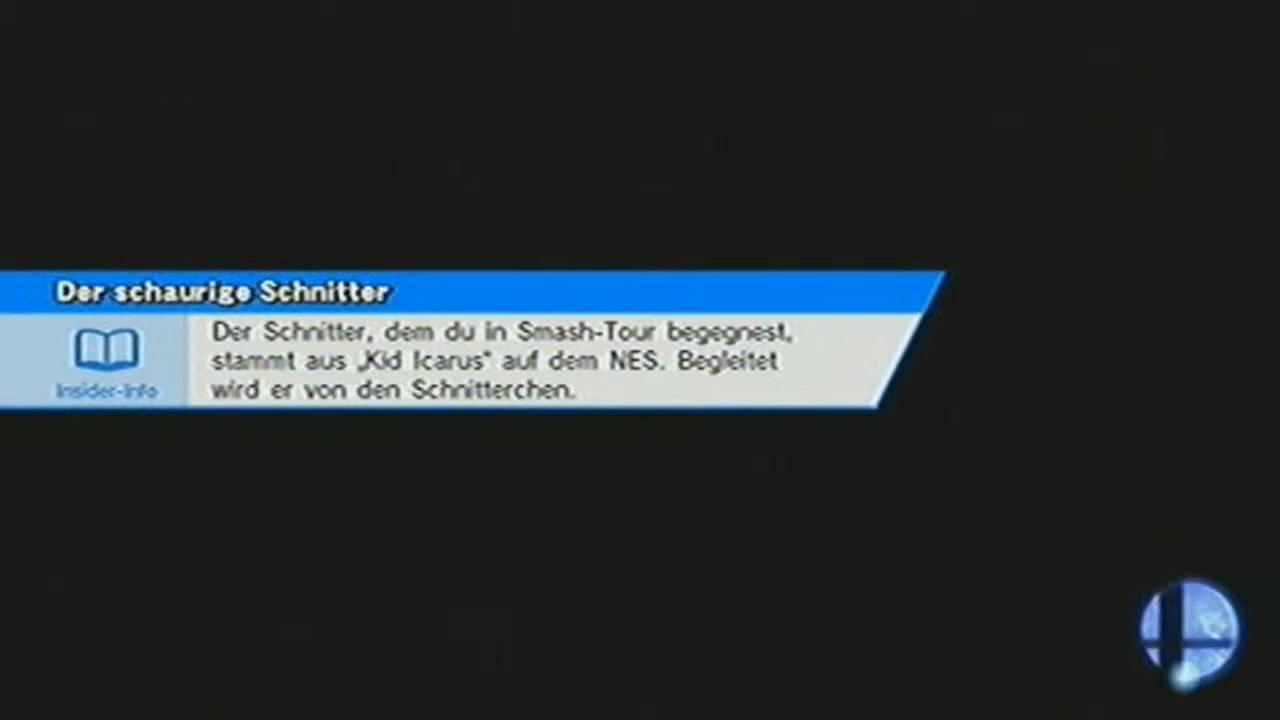 Der schaurige Schnitter
Der Schnitter, dem du in Smash-Tour begegnest,
stammt aus „Kid Icarus“ auf dem NES. Begleitet
wird er von den Schnitterchen.
Insider-Info